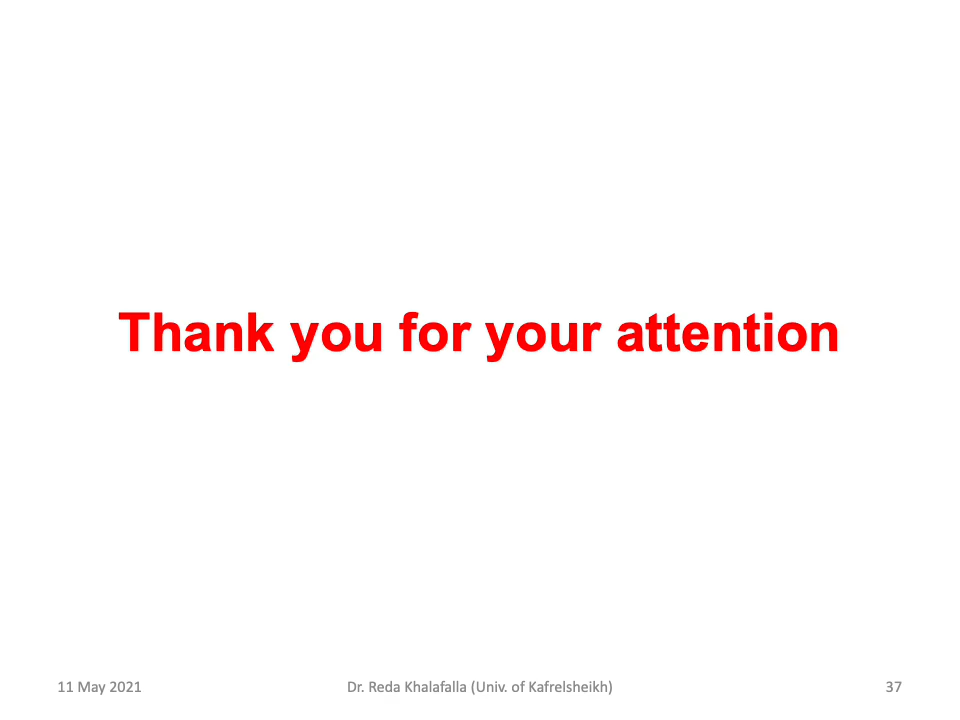 Thank you for your attention
11 May 2021
Dr. Reda Khalafalla (Univ. of Kafrelsheikh)
37